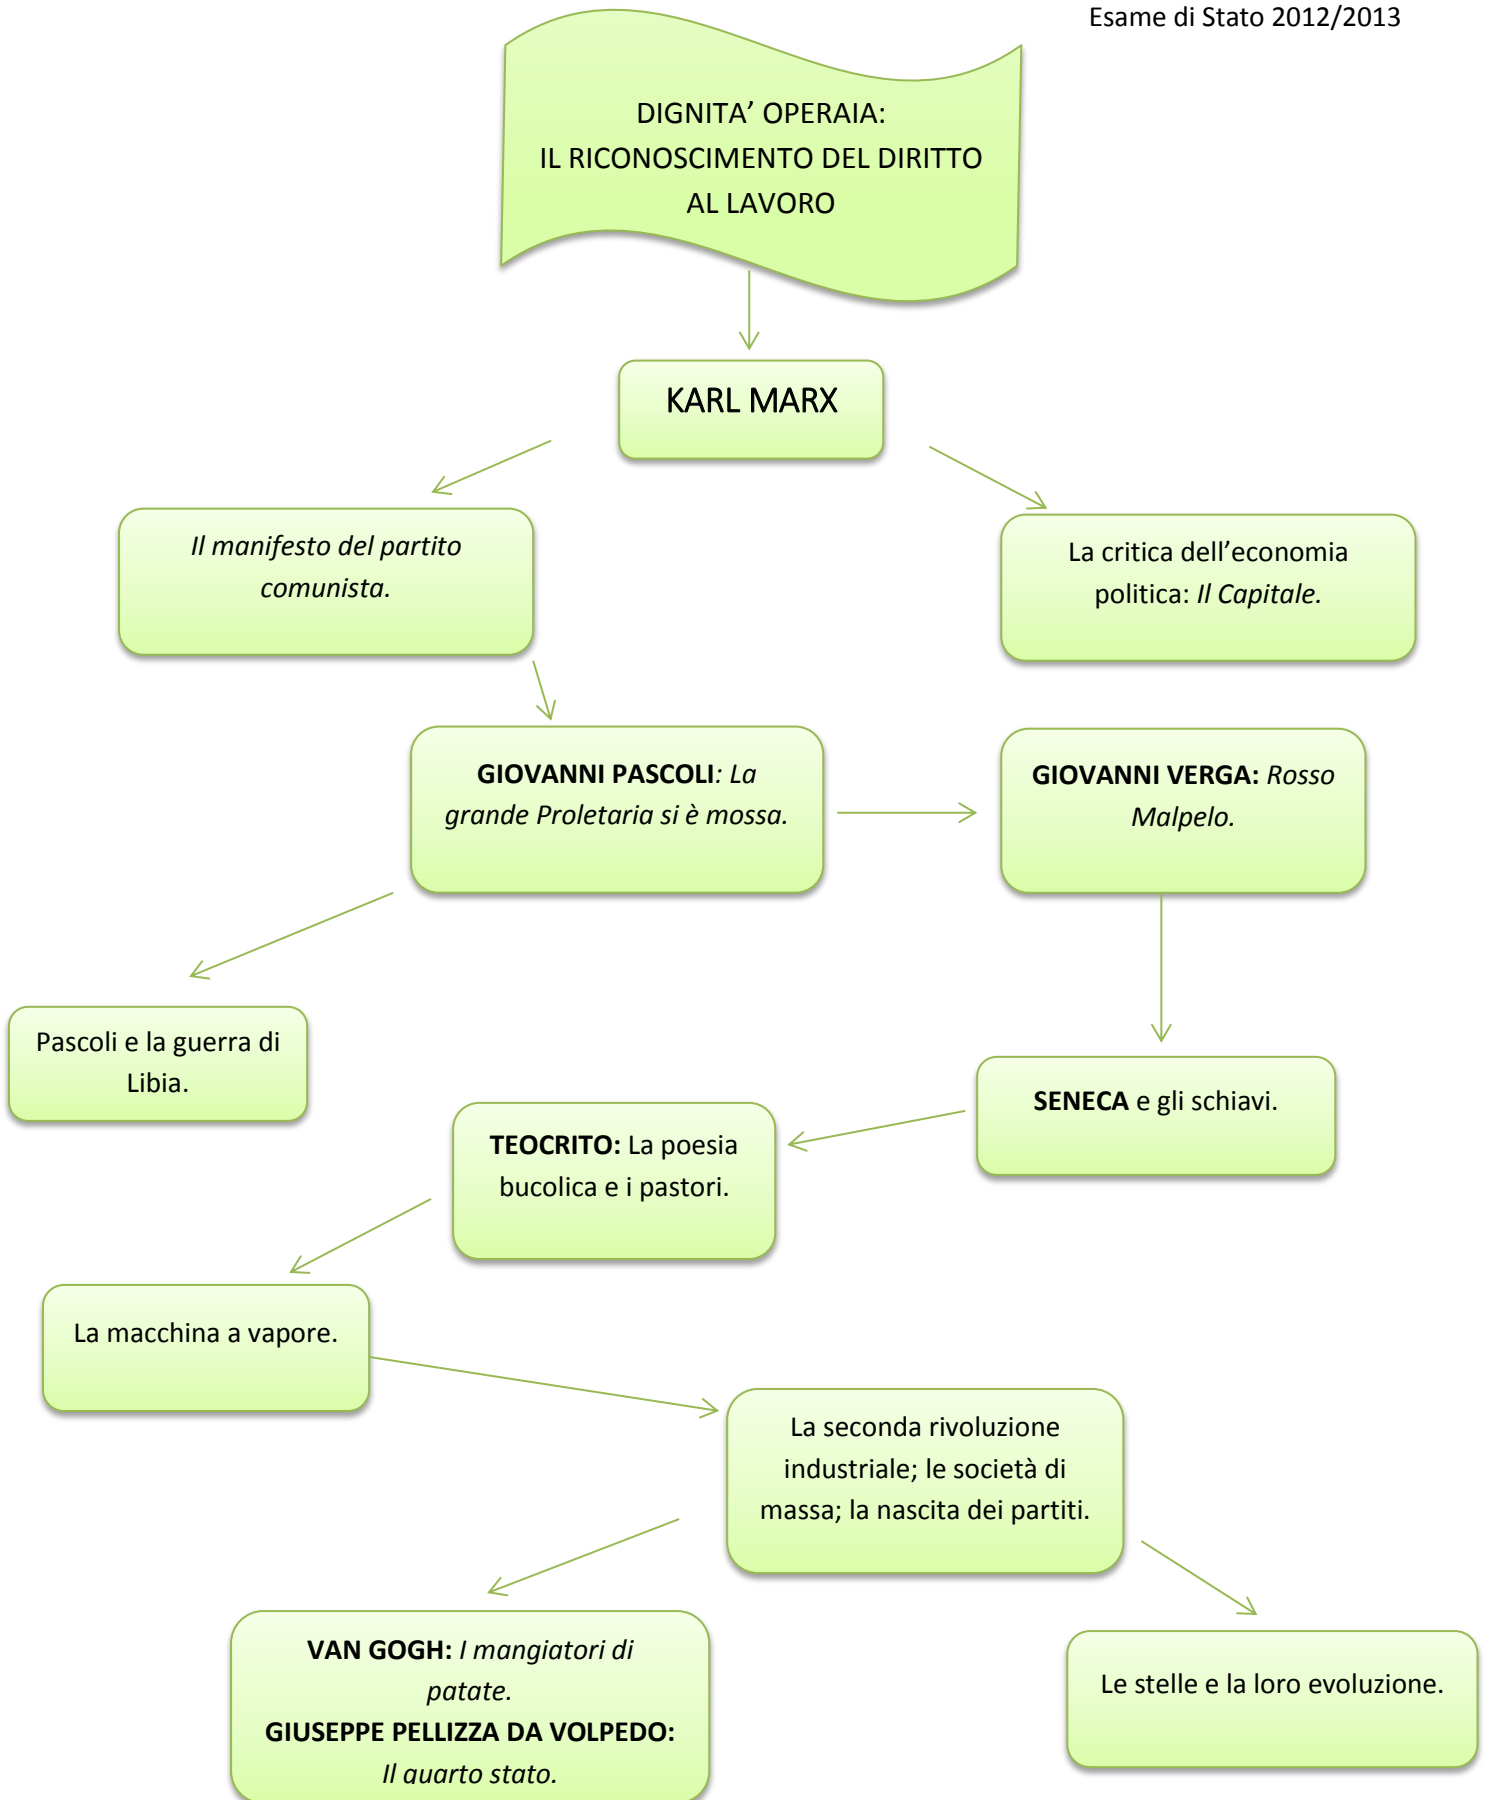 Esame di Stato 2012/2013
DIGNITA’ OPERAIA:
IL RICONOSCIMENTO DEL DIRITTO
AL LAVORO
KARL MARX
Il manifesto del partito
comunista.
La critica dell’economia
politica: Il Capitale.
GIOVANNI PASCOLI: La
grande Proletaria si è mossa.
GIOVANNI VERGA: Rosso
Malpelo.
Pascoli e la guerra di
Libia.
SENECA e gli schiavi.
TEOCRITO: La poesia
bucolica e i pastori.
La macchina a vapore.
La seconda rivoluzione
industriale; le società di
massa; la nascita dei partiti.
VAN GOGH: I mangiatori di
patate.
GIUSEPPE PELLIZZA DA VOLPEDO:
Il quarto stato.
Le stelle e la loro evoluzione.